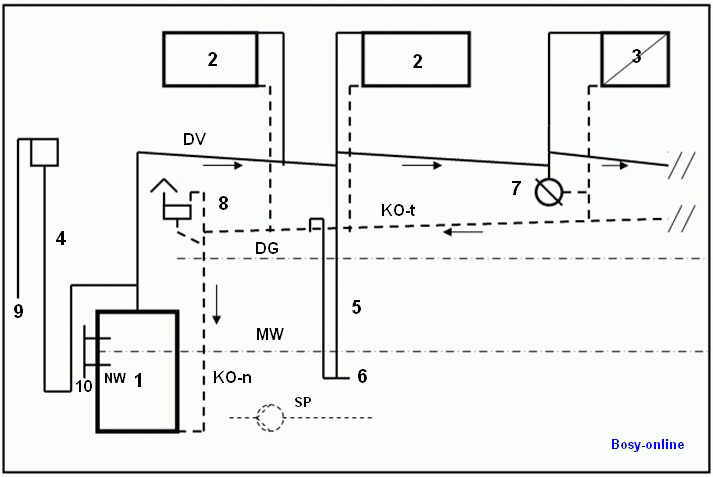 2
2
3
DV
7
8
KO-t
4
DG
9
5
MW
6
10
NW
1
KO-n
SP
Bosy-online